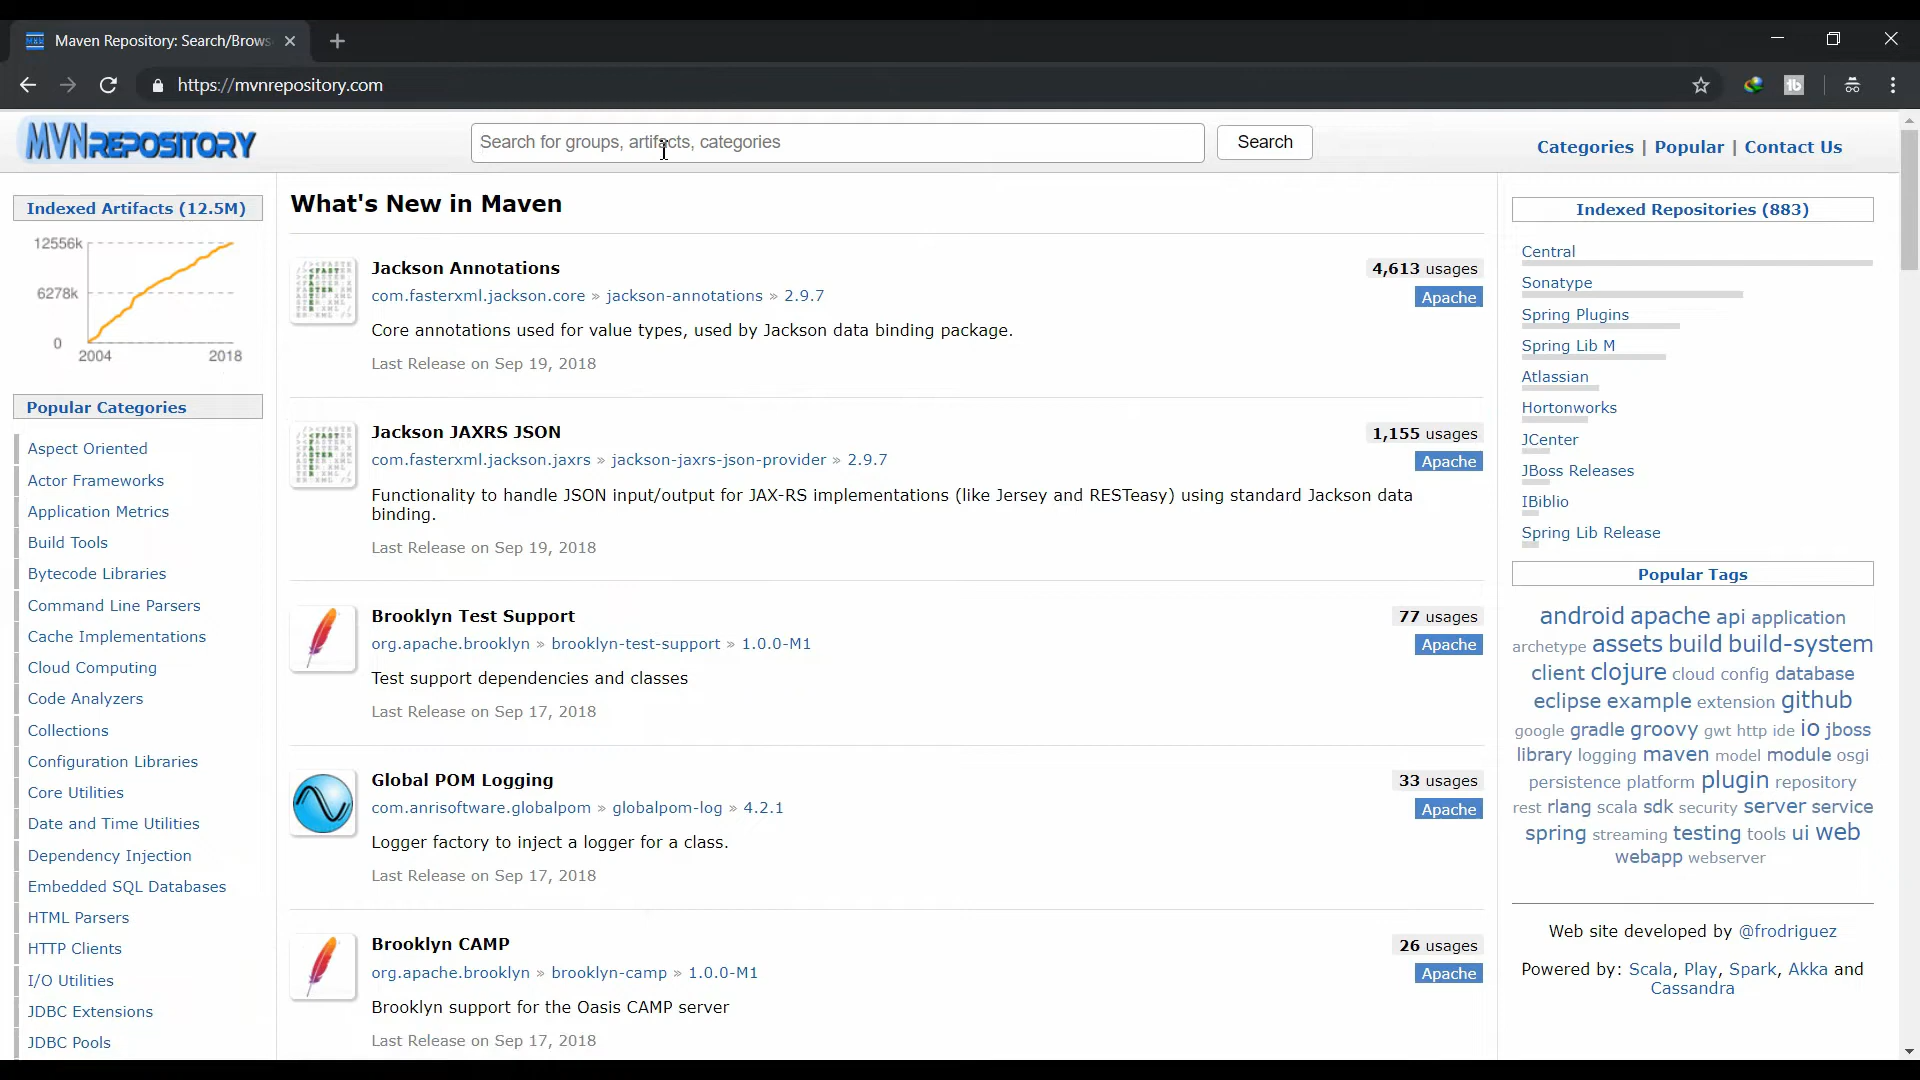 Maven Repository: Search/Brows
https://mvnrepository.com
MVNREPOSITORY
Search for groups, artifacts, categories
Search
Categories | Popular | Contact Us
Indexed Artifacts (12.5M)
12556k
6278k
0
2004 2018
Popular Categories
Aspect Oriented
Actor Frameworks
Application Metrics
Build Tools
Bytecode Libraries
Command Line Parsers
Cache Implementations
Cloud Computing
Code Analyzers
Collections
Configuration Libraries
Core Utilities
Date and Time Utilities
Dependency Injection
Embedded SQL Databases
HTML Parsers
HTTP Clients
I/O Utilities
JDBC Extensions
JDBC Pools
What's New in Maven
Jackson Annotations
4,613 usages
com.fasterxml.jackson.core » jackson-annotations » 2.9.7
Apache
Core annotations used for value types, used by Jackson data binding package.
Last Release on Sep 19, 2018
Jackson JAXRS JSON
1,155 usages
com.fasterxml.jackson.jaxrs » jackson-jaxrs-json-provider » 2.9.7
Apache
Functionality to handle JSON input/output for JAX-RS implementations (like Jersey and RESTeasy) using standard Jackson data
binding.
Last Release on Sep 19, 2018
Brooklyn Test Support
77 usages
org.apache.brooklyn » brooklyn-test-support » 1.0.0-M1
Apache
Test support dependencies and classes
Last Release on Sep 17, 2018
Global POM Logging
33 usages
com.anrisoftware.globalpom » globalpom-log » 4.2.1
Apache
Logger factory to inject a logger for a class.
Last Release on Sep 17, 2018
Brooklyn CAMP
26 usages
org.apache.brooklyn » brooklyn-camp » 1.0.0-M1
Apache
Brooklyn support for the Oasis CAMP server
Last Release on Sep 17, 2018
Indexed Repositories (883)
Central
Sonatype
Spring Plugins
Spring Lib M
Atlassian
Hortonworks
JCenter
JBoss Releases
IBiblio
Spring Lib Release
Popular Tags
android apache api application
archetype assets build build-system
client clojure cloud config database
eclipse example extension github
google gradle groovy gwt http ide io jboss
library logging maven model module osgi
persistence platform plugin repository
rest rlang scala sdk security server service
spring streaming testing tools ui web
webapp webserver
Web site developed by @frodriguez
Powered by: Scala, Play, Spark, Akka and
Cassandra